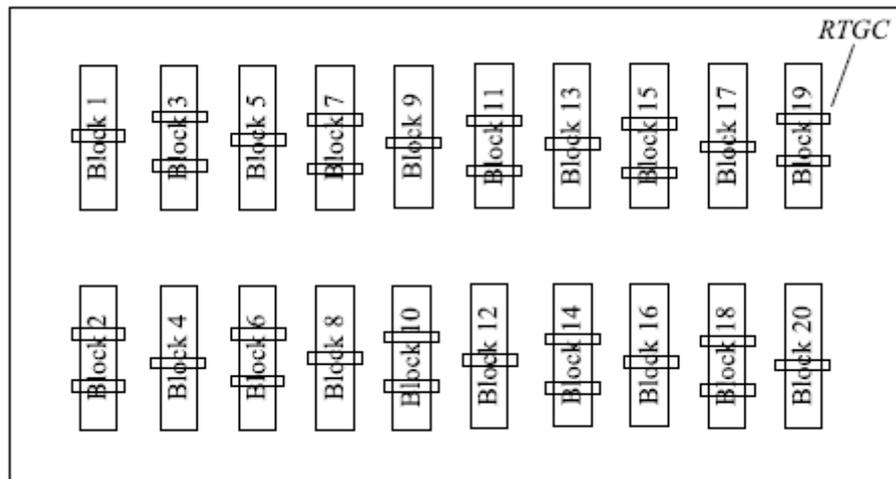 RTGC
Block 1
Block 3
Block 5
Block 7
Block 9
Block 11
Block 13
Block 15
Block 17
Block 19
Block 2
Block 4
Block 6
Block 8
Block 10
Block 12
Block 14
Block 16
Block 18
Block 20